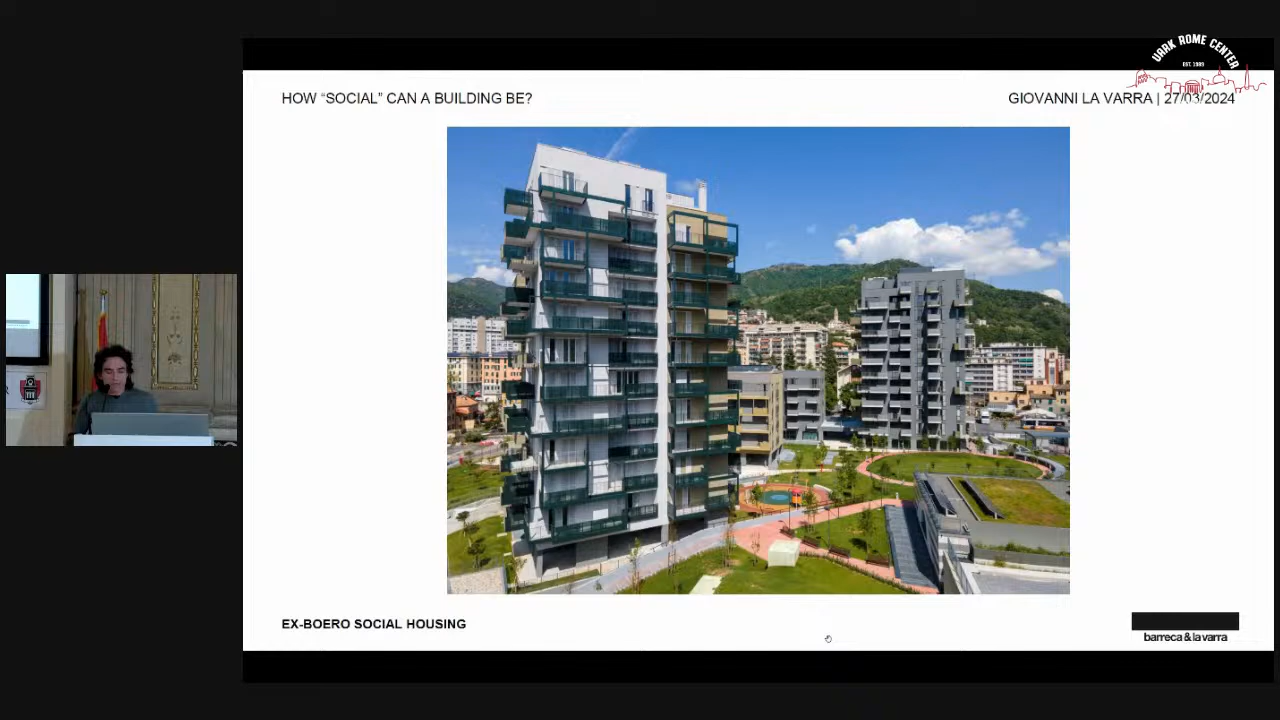 UARK ROME CENTER
EST. 1989
HOW “SOCIAL” CAN A BUILDING BE?
GIOVANNI LA VARRA | 27/03/2024
EX-BOERO SOCIAL HOUSING
barreca & la varra